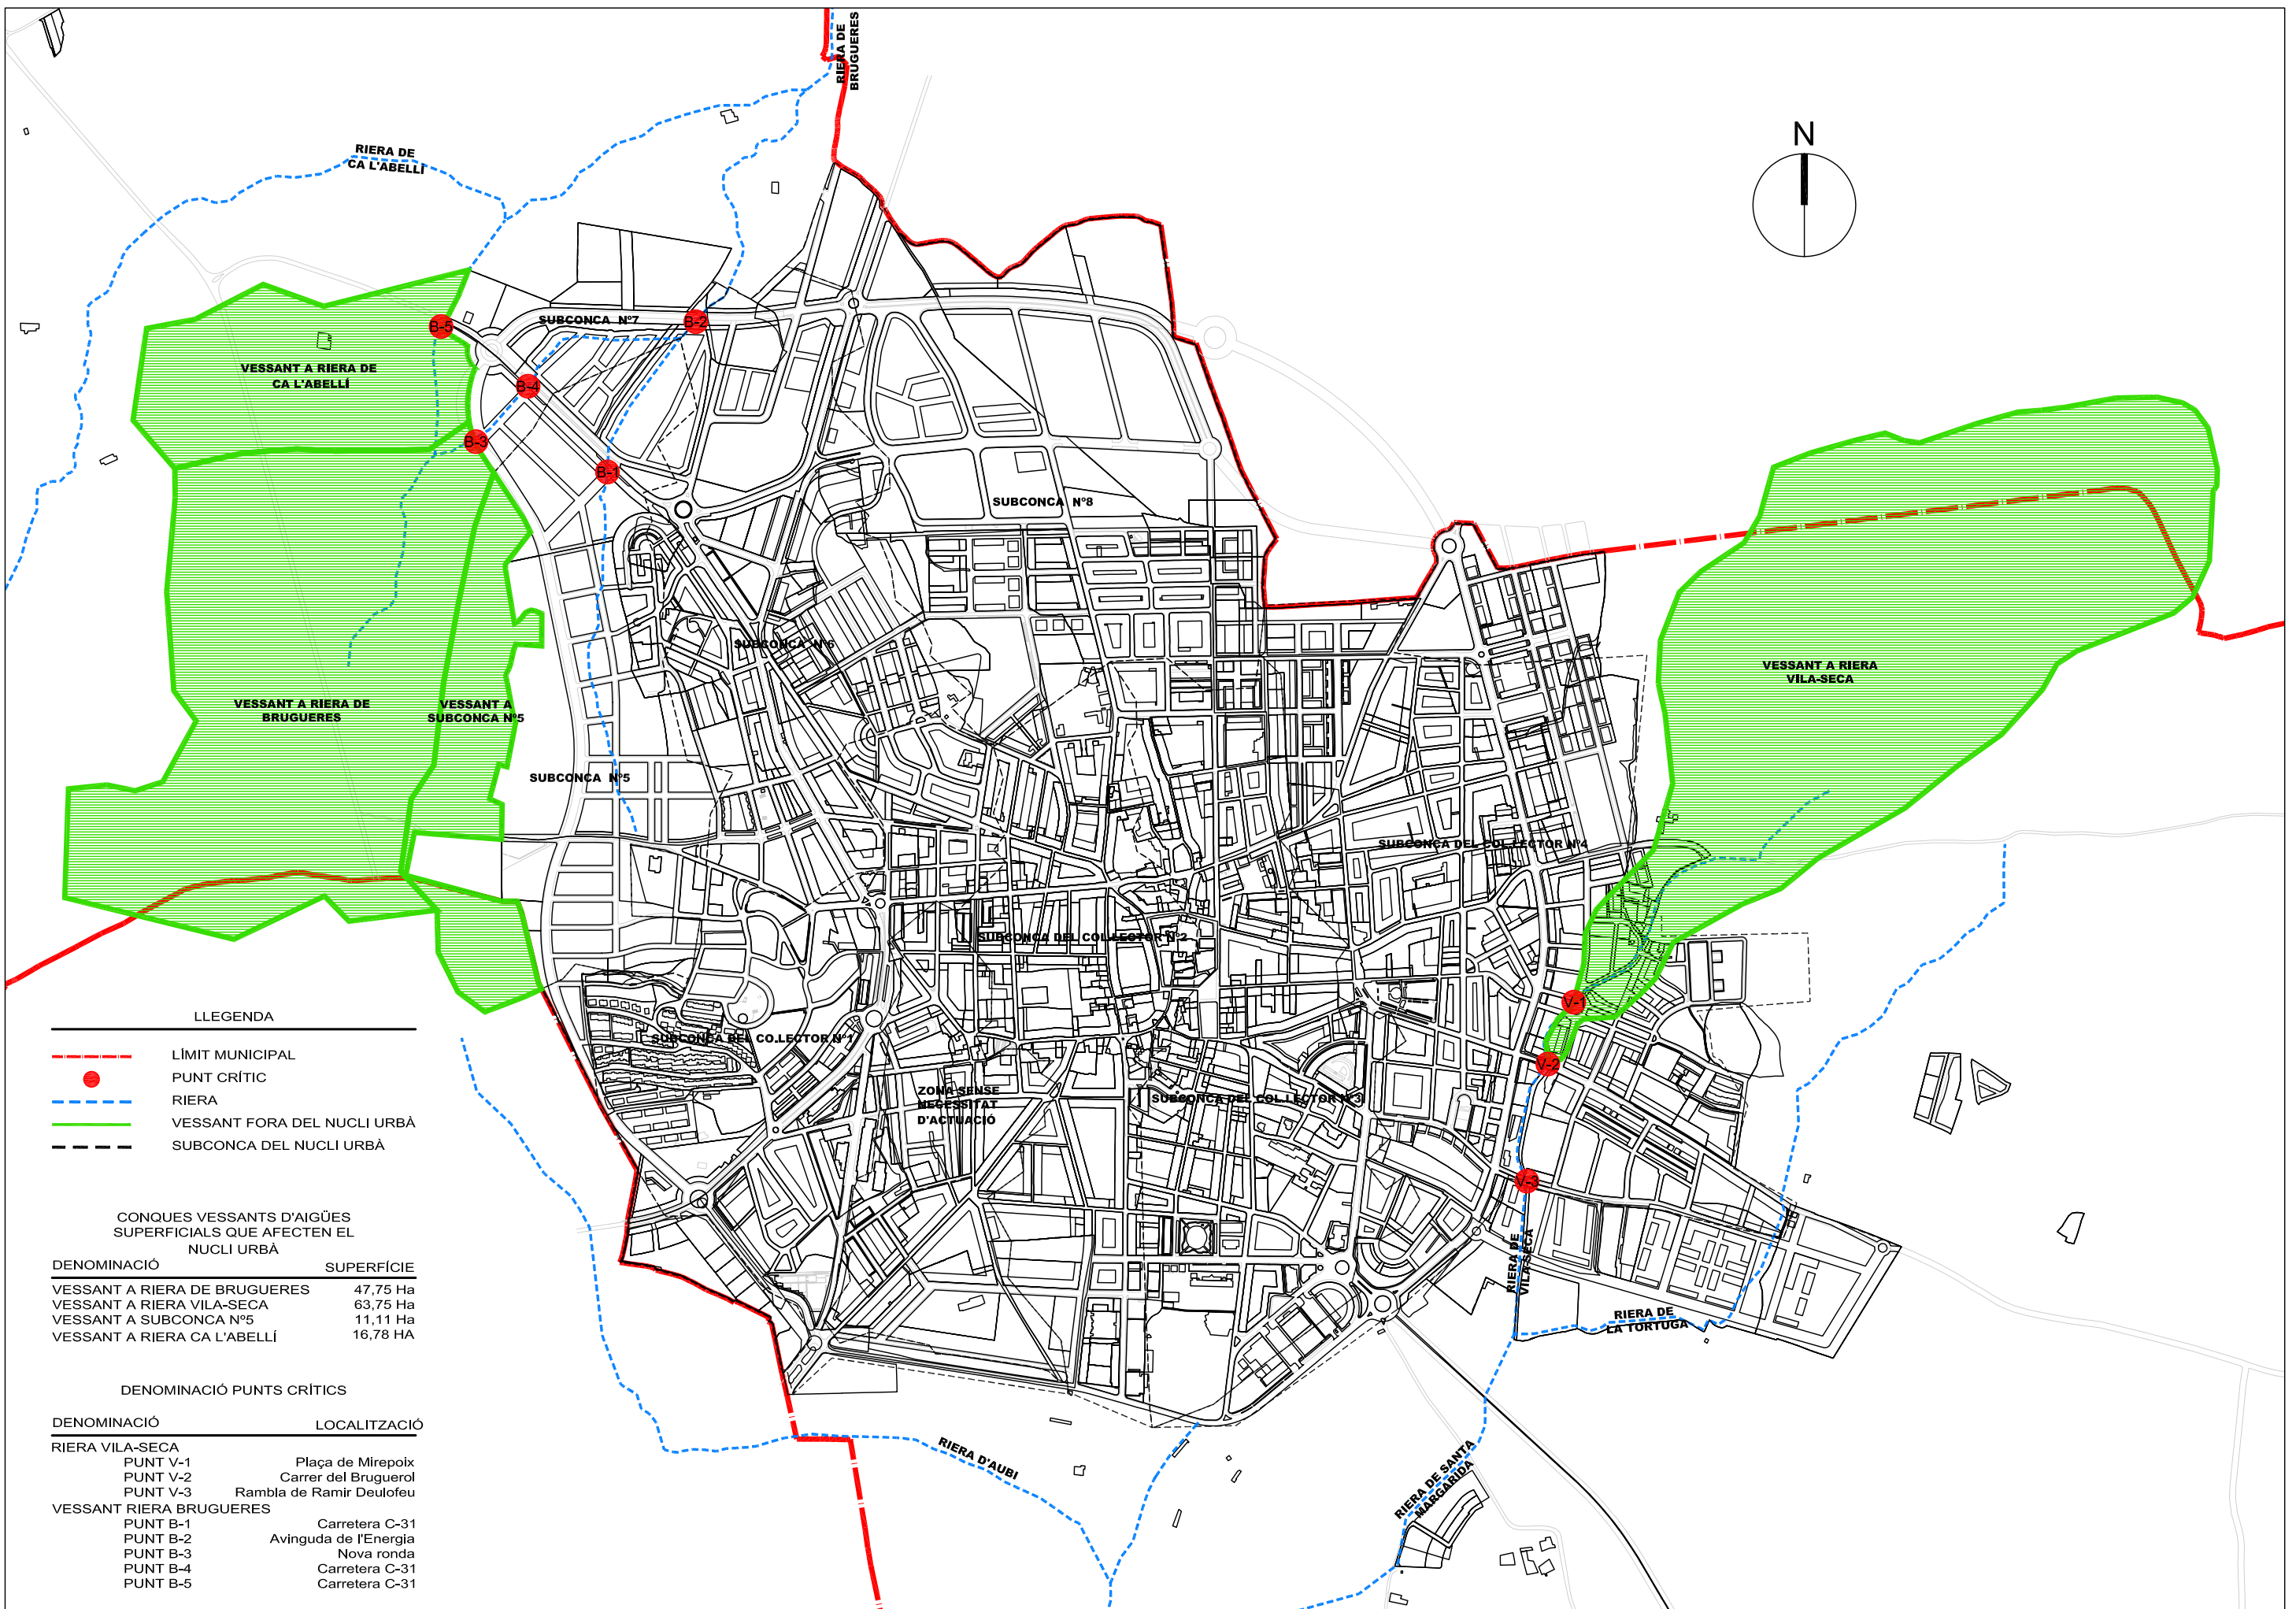 RIERA DE
BRUGUERES
N
RIERA DE
CA L'ABELLÍ
B-5
SUBCONCA Nº7
B-2
VESSANT A RIERA DE
CA L'ABELLÍ
B-4
B-3
B-1
SUBCONCA Nº8
SUBCONCA Nº6
VESSANT A RIERA
VILA-SECA
VESSANT A RIERA DE
BRUGUERES
VESSANT A
SUBCONCA Nº5
SUBCONCA Nº5
SUBCONCA DEL COL.LECTOR Nº4
SUBCONCA DEL COL.LECTOR Nº2
V-1
SUBCONCA DEL CO.LECTOR Nº1
V-2
ZONA SENSE
NECESSITAT
D'ACTUACIÓ
SUBCONCA DEL COL.LECTOR Nº3
V-3
RIERA DE
VILA-SECA
RIERA DE
LA TORTUGA
RIERA D'AUBI
RIERA DE SANTA
MARGARIDA
LLEGENDA
LÍMIT MUNICIPAL
PUNT CRÍTIC
RIERA
VESSANT FORA DEL NUCLI URBÀ
SUBCONCA DEL NUCLI URBÀ
CONQUES VESSANTS D'AIGÜES
SUPERFICIALS QUE AFECTEN EL
NUCLI URBÀ
DENOMINACIÓ SUPERFÍCIE
VESSANT A RIERA DE BRUGUERES 47,75 Ha
VESSANT A RIERA VILA-SECA 63,75 Ha
VESSANT A SUBCONCA Nº5 11,11 Ha
VESSANT A RIERA CA L'ABELLÍ 16,78 HA
DENOMINACIÓ PUNTS CRÍTICS
DENOMINACIÓ LOCALITZACIÓ
RIERA VILA-SECA
PUNT V-1 Plaça de Mirepoix
PUNT V-2 Carrer del Bruguerol
PUNT V-3 Rambla de Ramir Deulofeu
VESSANT RIERA BRUGUERES
PUNT B-1 Carretera C-31
PUNT B-2 Avinguda de l'Energia
PUNT B-3 Nova ronda
PUNT B-4 Carretera C-31
PUNT B-5 Carretera C-31